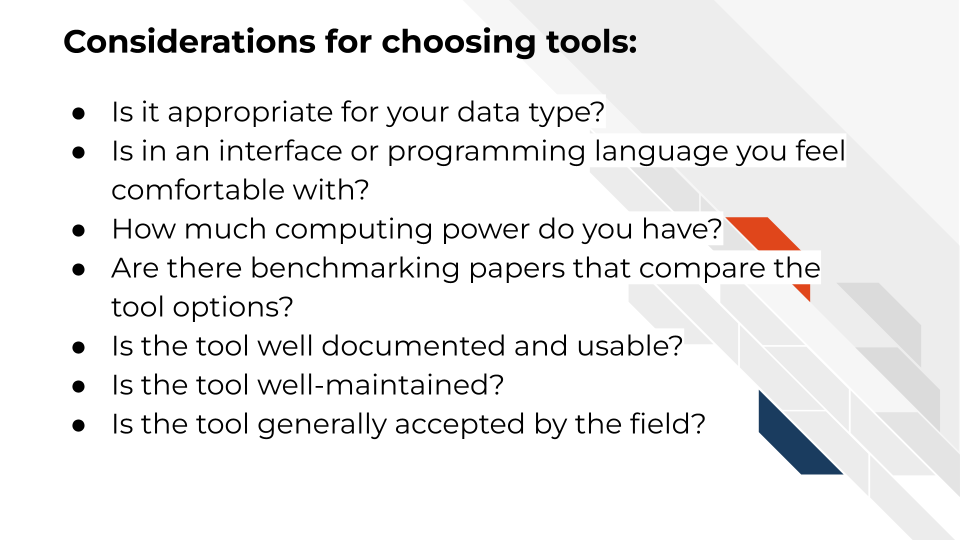 Considerations for choosing tools:
● Is it appropriate for your data type?
● Is in an interface or programming language you feel
comfortable with?
● How much computing power do you have?
● Are there benchmarking papers that compare the
tool options?
● Is the tool well documented and usable?
● Is the tool well-maintained?
● Is the tool generally accepted by the field?